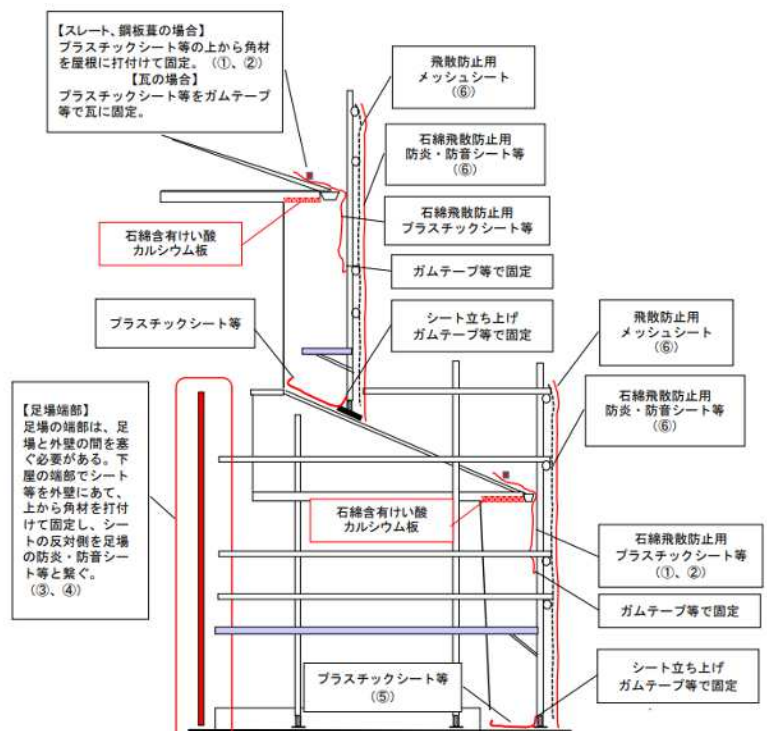 【スレート、鋼板葺の場合】
プラスチックシート等の上から角材
を屋根に打付けて固定。（①、②）
【瓦の場合】
プラスチックシート等をガムテープ
等で瓦に固定。
飛散防止用
メッシュシート
（⑥）
石綿飛散防止用
防炎・防音シート等
（⑥）
石綿飛散防止用
プラスチックシート等
石綿含有けい酸
カルシウム板
ガムテープ等で固定
プラスチックシート等
シート立ち上げ
ガムテープ等で固定
飛散防止用
メッシュシート
（⑥）
石綿飛散防止用
防炎・防音シート等
（⑥）
【足場端部】
足場の端部は、足
場と外壁の間を塞
ぐ必要がある。下
屋の端部でシート
等を外壁にあて、
上から角材を打付
けて固定し、シート
の反対側を足場
の防炎・防音シー
ト等と繋ぐ。
（③、④）
石綿含有けい酸
カルシウム板
石綿飛散防止用
プラスチックシート等
（①、②）
ガムテープ等で固定
プラスチックシート等
（⑤）
シート立ち上げ
ガムテープ等で固定